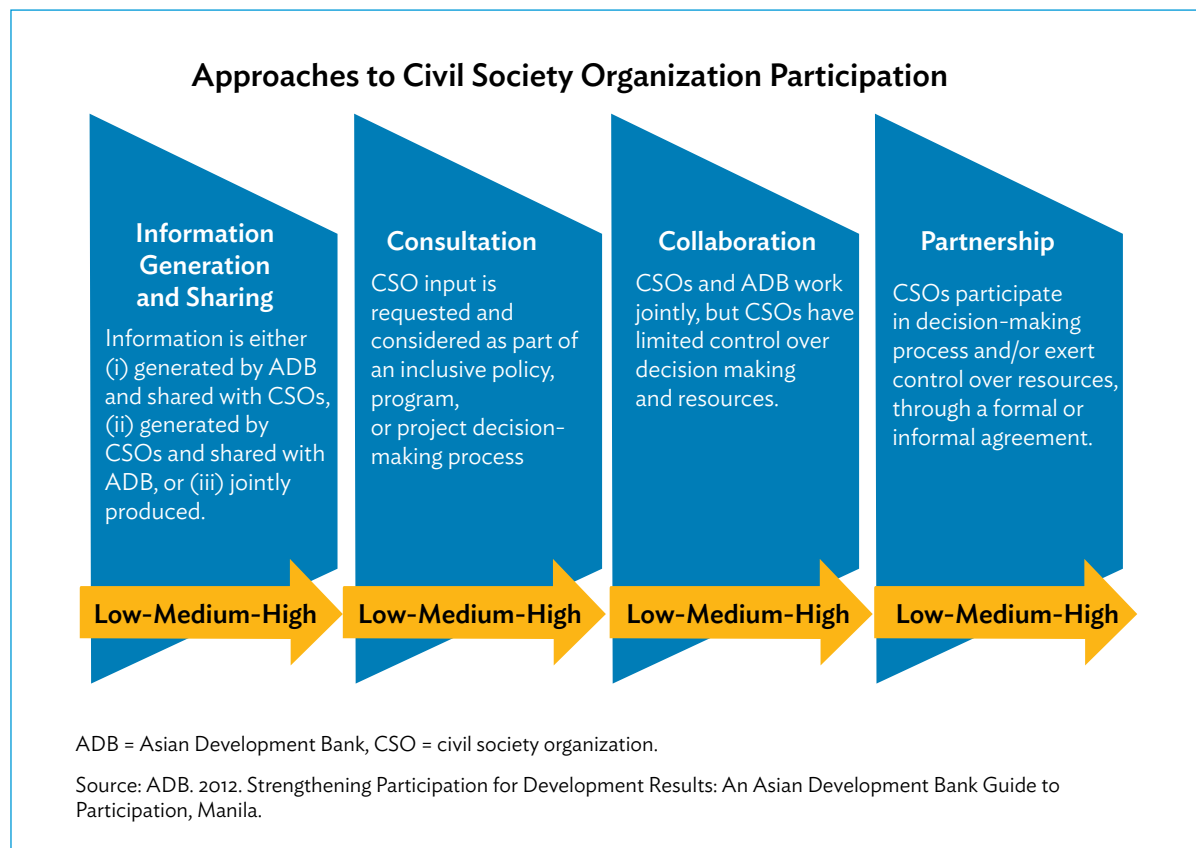 Approaches to Civil Society Organization Participation
Information
Generation
and Sharing
Information is either
(i) generated by ADB
and shared with CSOs,
(ii) generated by
CSOs and shared with
ADB, or (iii) jointly
produced.
Low-Medium-High
Consultation
CSO input is
requested and
considered as part of
an inclusive policy,
program,
or project decision-
making process
Low-Medium-High
Collaboration
CSOs and ADB work
jointly, but CSOs have
limited control over
decision making
and resources.
Low-Medium-High
Partnership
CSOs participate
in decision-making
process and/or exert
control over resources,
through a formal or
informal agreement.
Low-Medium-High
ADB = Asian Development Bank, CSO = civil society organization.
Source: ADB. 2012. Strengthening Participation for Development Results: An Asian Development Bank Guide to
Participation, Manila.